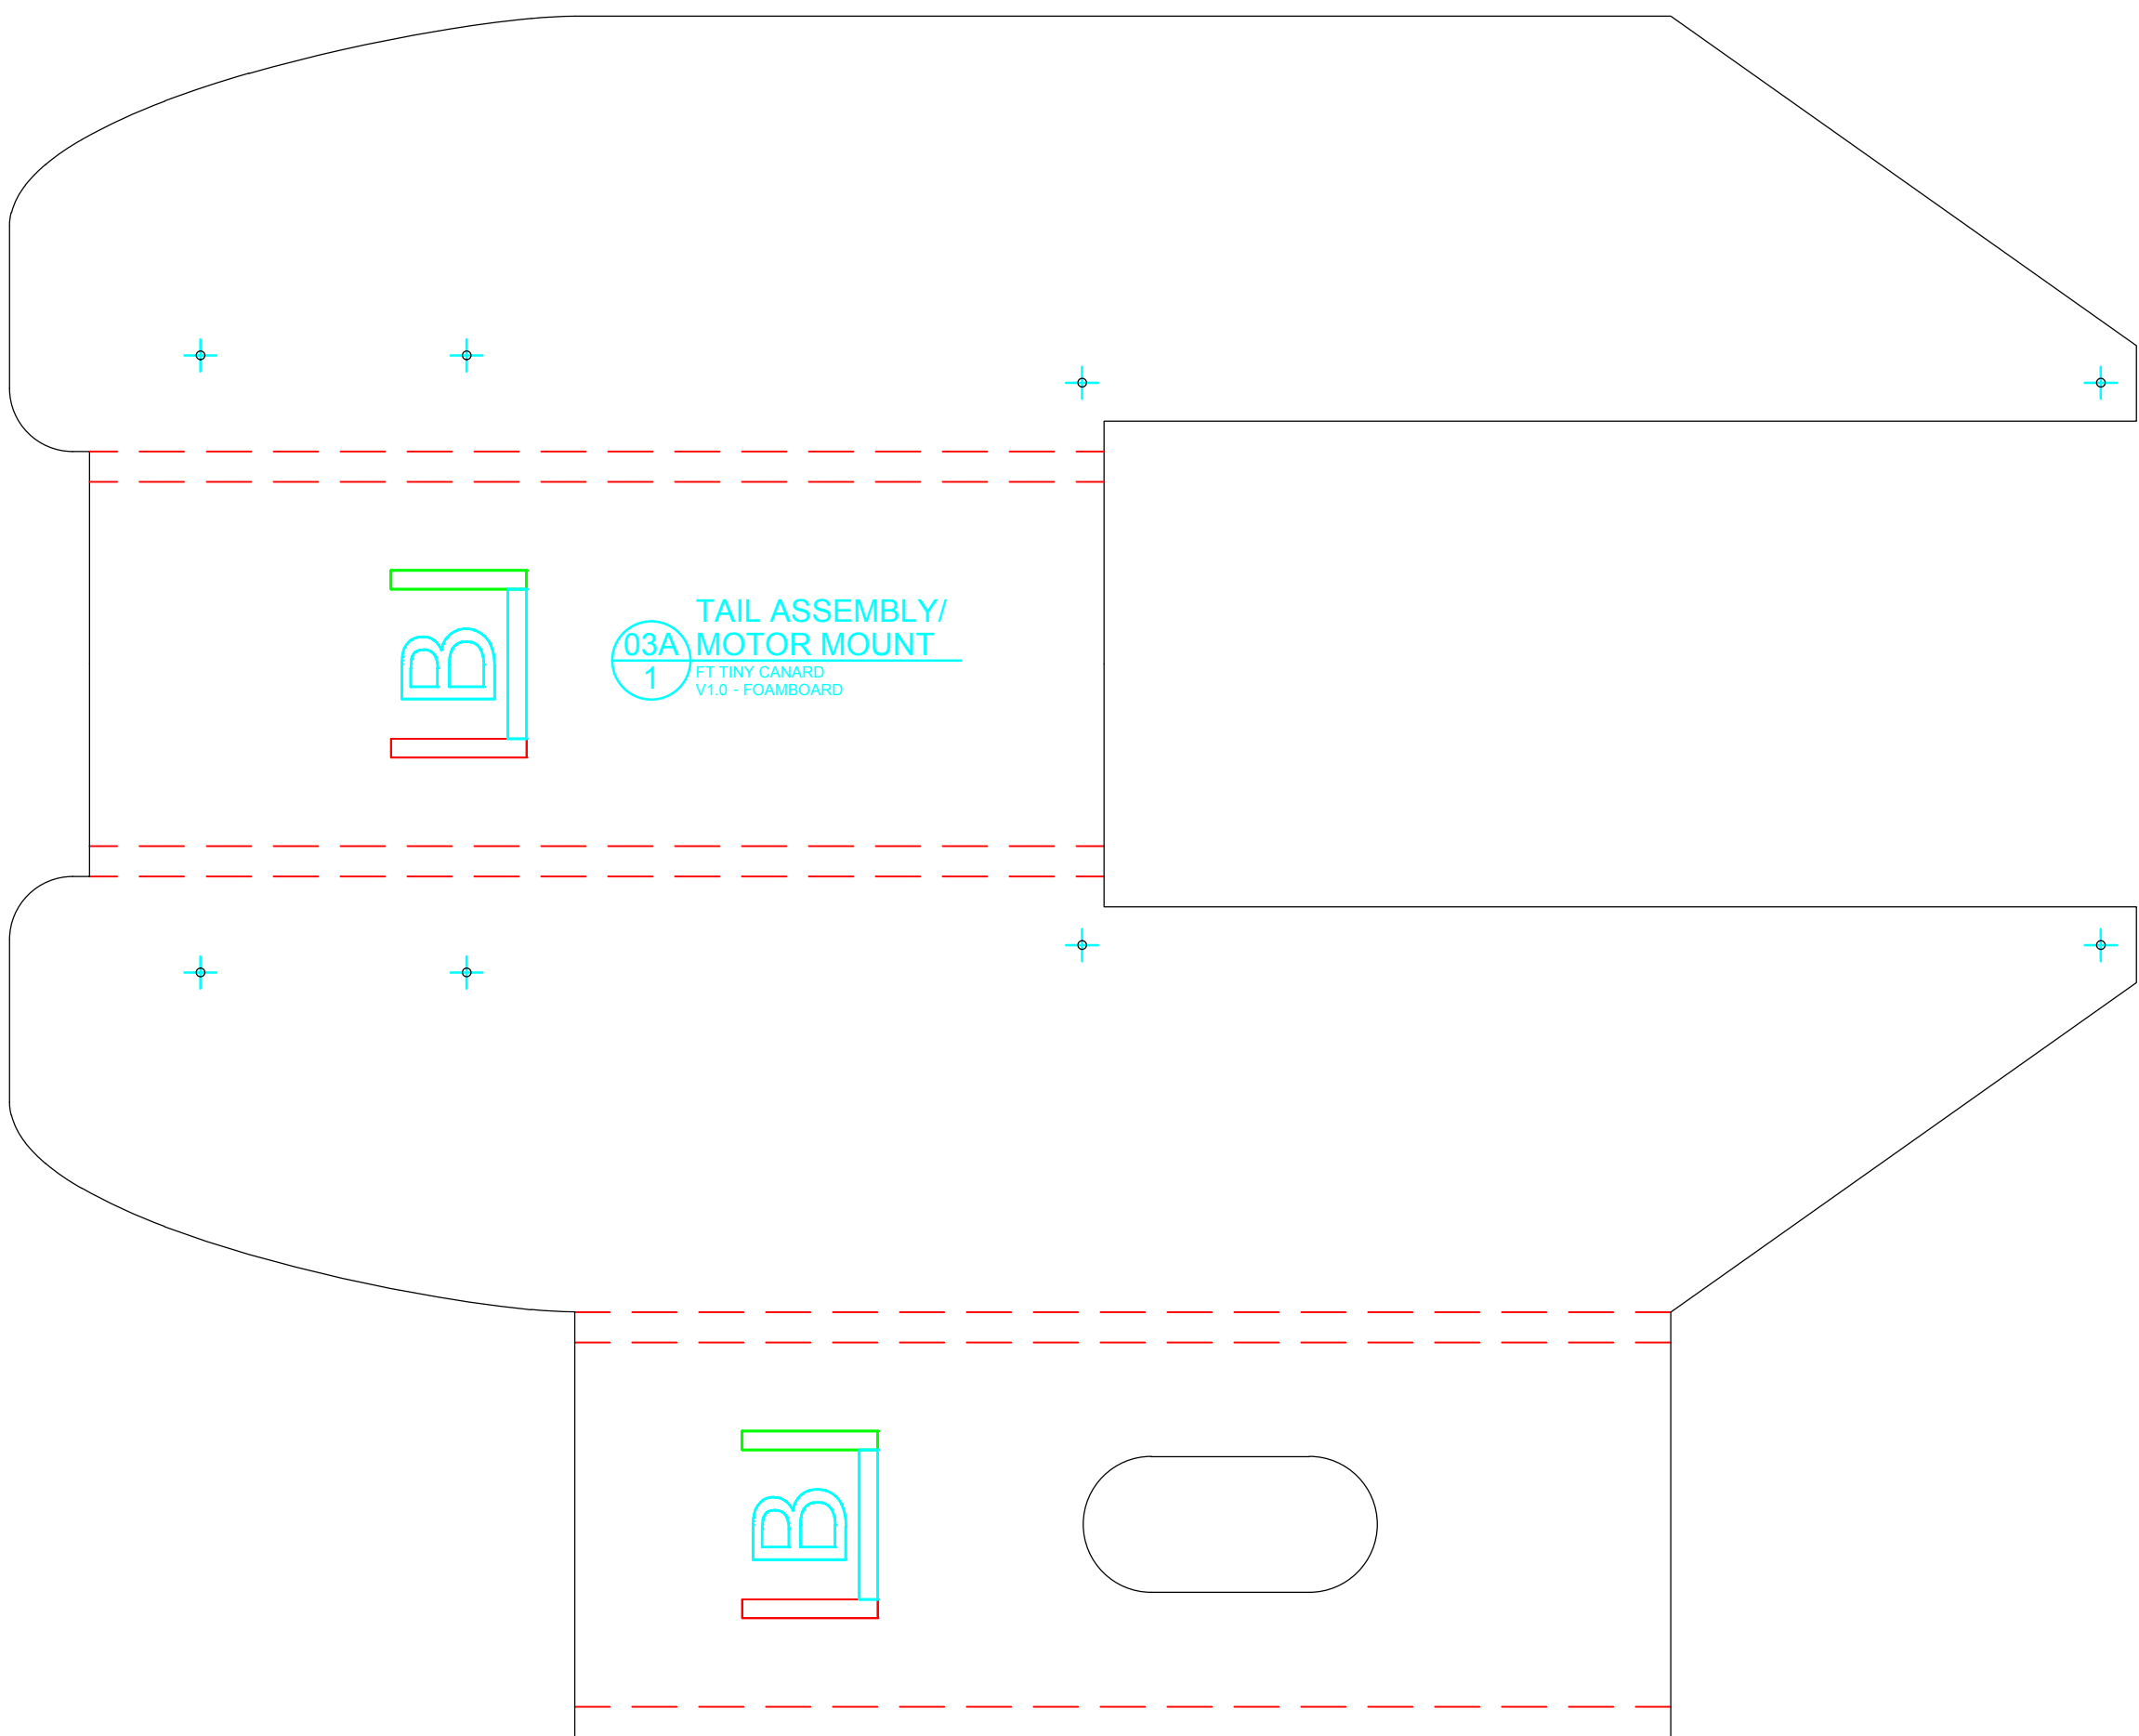 TAIL ASSEMBLY/
03A MOTOR MOUNT
1 FT TINY CANARD
V1.0 - FOAMBOARD
B
B